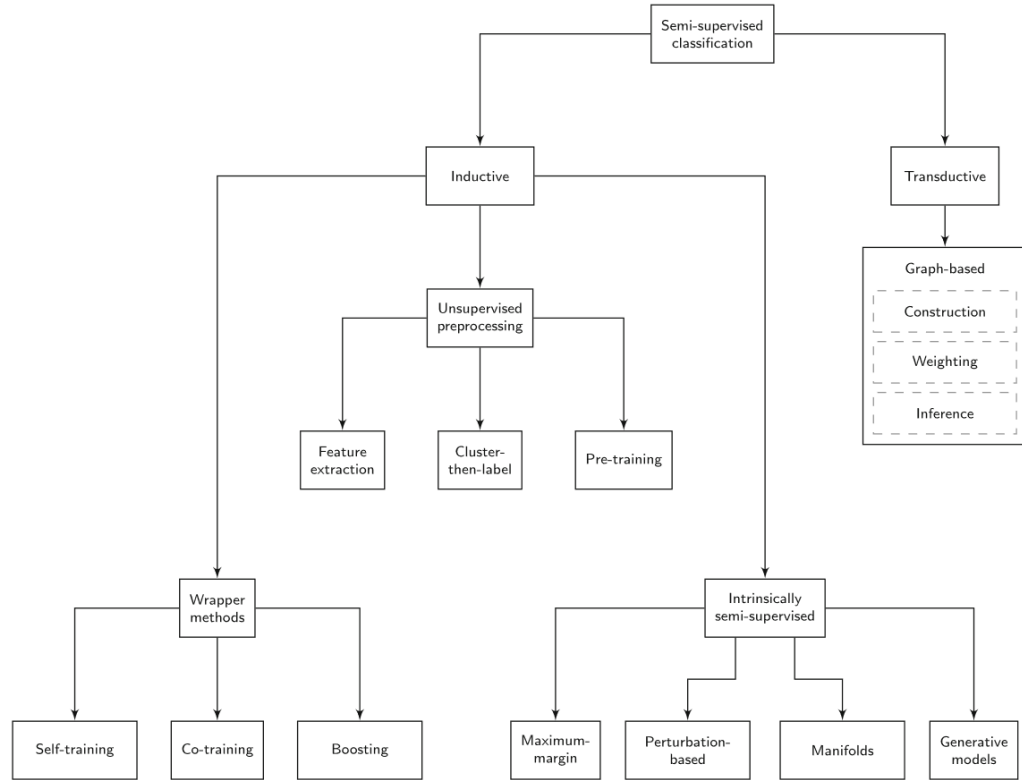 Semi-supervised
classification
Inductive
Transductive
Graph-based
Construction
Weighting
Inference
Unsupervised
preprocessing
Feature
extraction
Cluster-
then-label
Pre-training
Wrapper
methods
Intrinsically
semi-supervised
Self-training
Co-training
Boosting
Maximum-
margin
Perturbation-
based
Manifolds
Generative
models